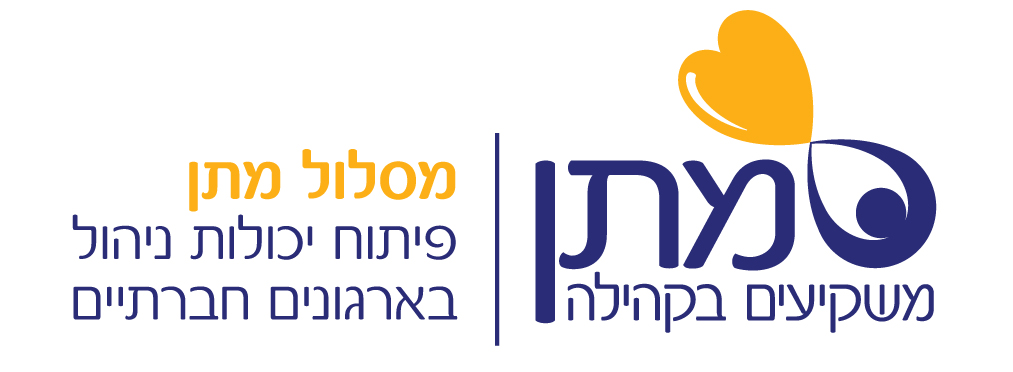 מתן
משקיעים בקהילה
מסלול מתן
פיתוח יכולות ניהול
בארגונים חברתיים